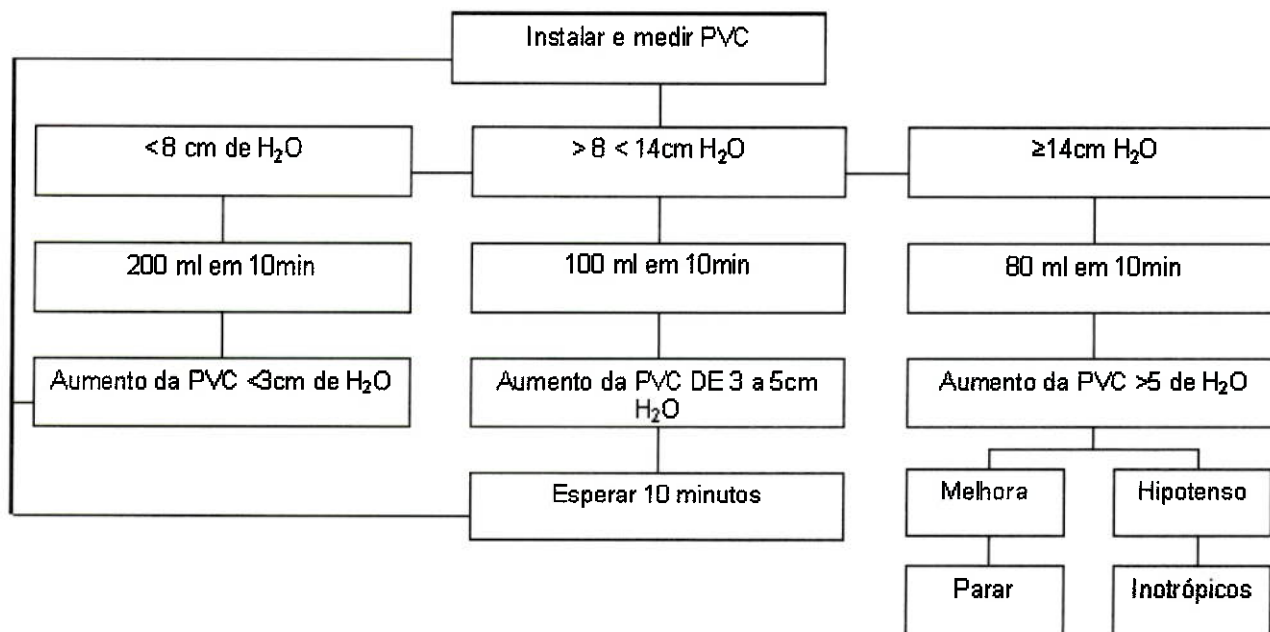 Instalar e medir PVC
<8 cm de H₂O
> 8 < 14cm H₂O
≥14cm H₂O
200 ml em 10min
100 ml em 10min
80 ml em 10min
Aumento da PVC <3cm de H₂O
Aumento da PVC DE 3 a 5cm
H₂O
Aumento da PVC >5 de H₂O
Esperar 10 minutos
Melhora
Hipotenso
Parar
Inotrópicos